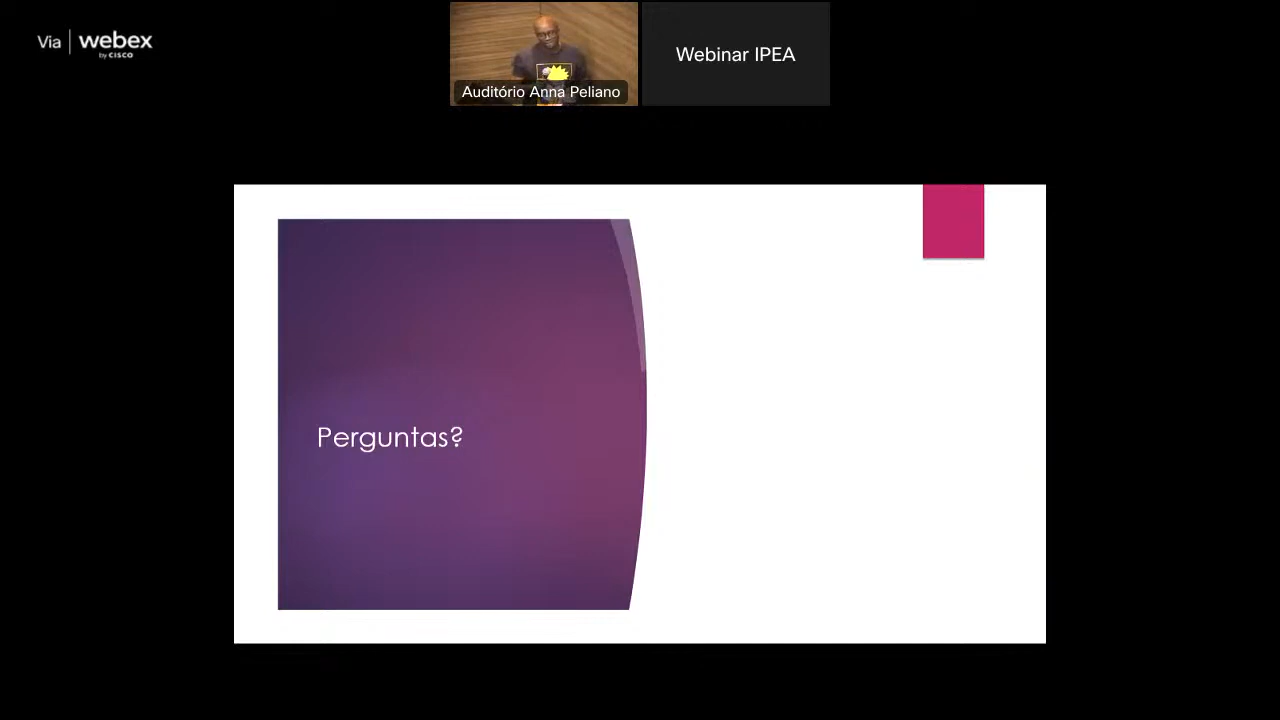 Via webex
by CISCO
Auditório Anna Peliano
Webinar IPEA
Perguntas?